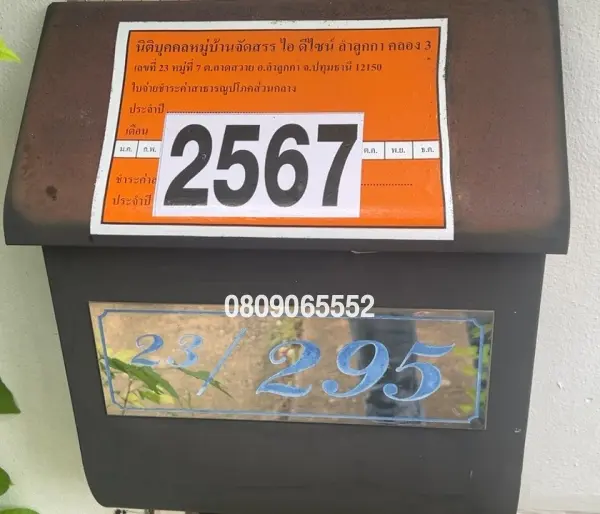 นิติบุคคลหมู่บ้านจัดสรร ไอ ดีไซน์ ลำลูกกา คลอง 3
เลขที่ 23 หมู่ที่ 7 ต.ลาดสวาย อ.ลำลูกกา จ.ปทุมธานี 12150
ใบจ่ายชำระค่าสาธารณูปโภคส่วนกลาง
ประจำปี
เดือน
ม.ค. ก.พ. ต.ค. พ.ย. ธ.ค.
2567
ชำระค่าส
ประจำปี
0809065552
23/295